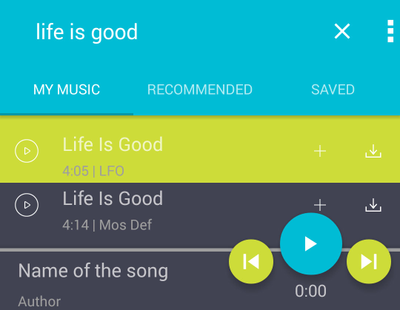 life is good
MY MUSIC RECOMMENDED SAVED
Life Is Good
4:05 | LFO
Life Is Good
4:14 | Mos Def
Name of the song
0:00
Author